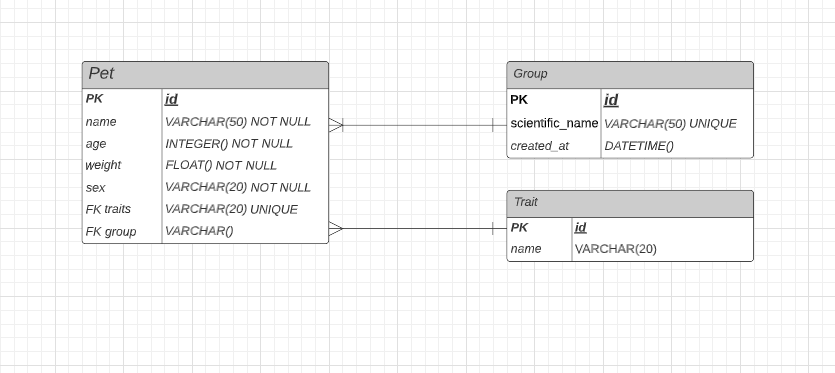 Pet
PK id
name VARCHAR(50) NOT NULL
age INTEGER() NOT NULL
weight FLOAT() NOT NULL
sex VARCHAR(20) NOT NULL
FK traits VARCHAR(20) UNIQUE
FK group VARCHAR()
Group
PK id
scientific_name VARCHAR(50) UNIQUE
created_at DATETIME()
Trait
PK id
name VARCHAR(20)